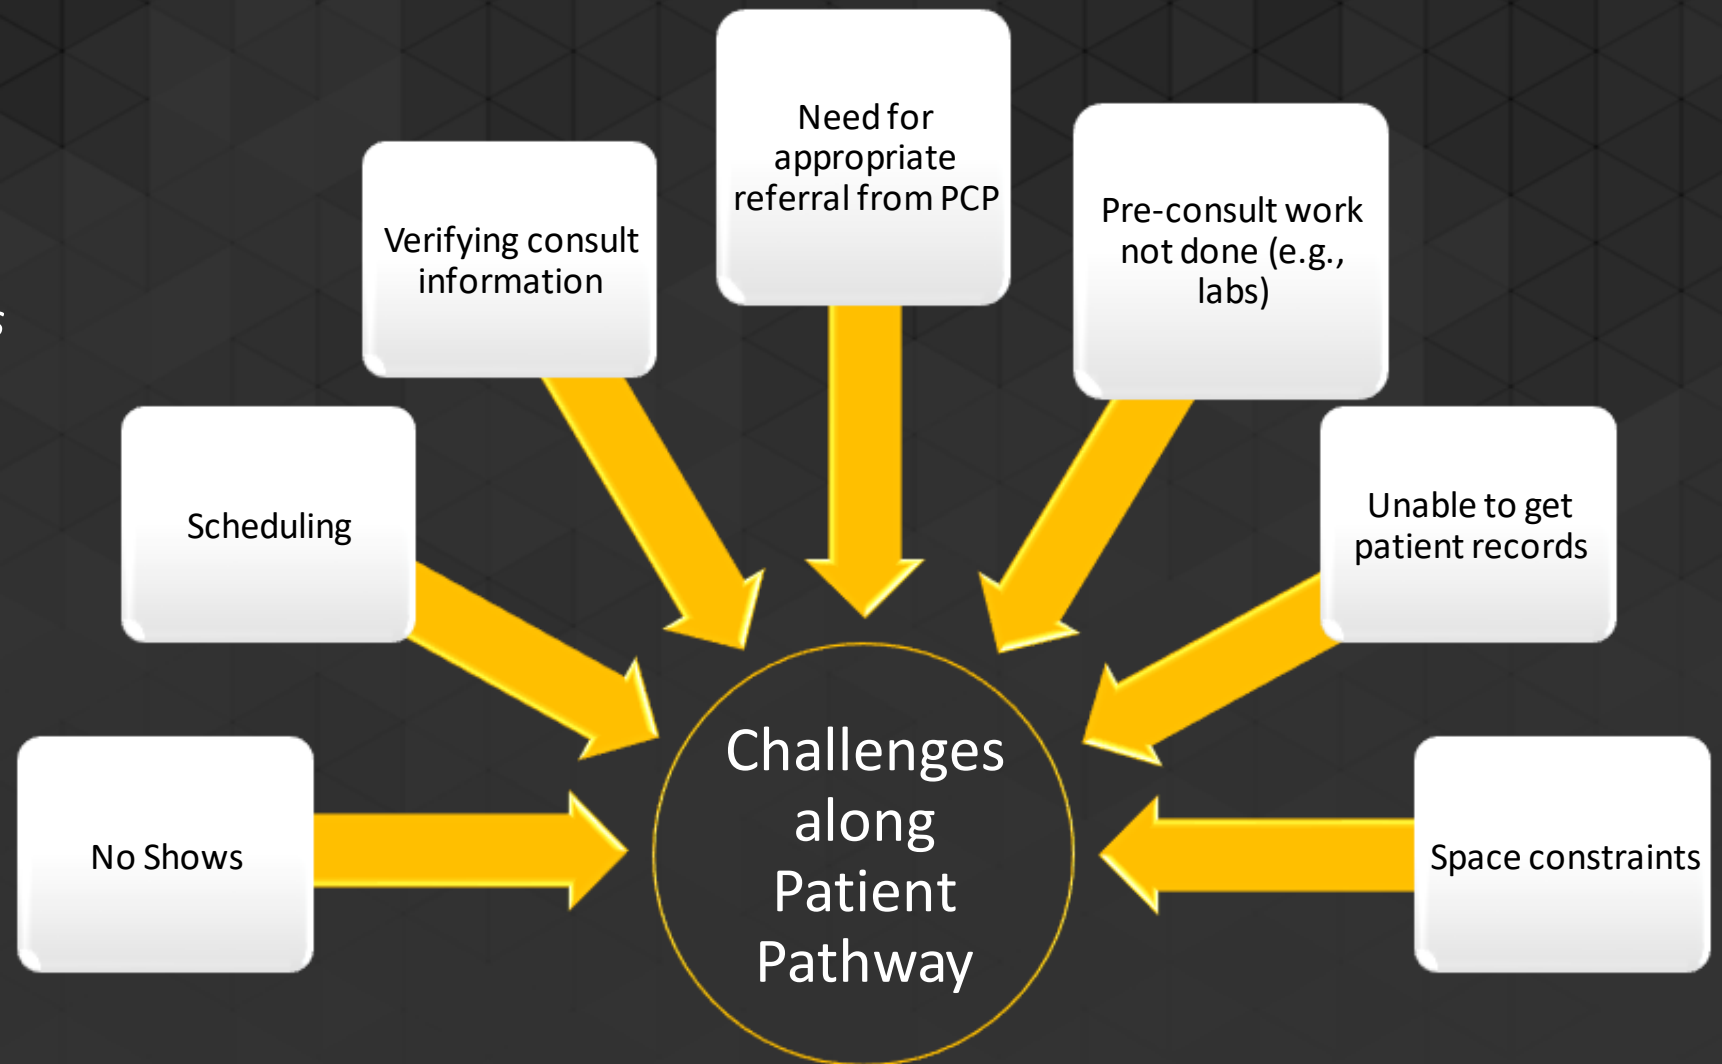 Need for
appropriate
referral from PCP
Pre-consult work
not done (e.g.,
labs)
Verifying consult
information
Scheduling
Unable to get
patient records
No Shows
Space constraints
Challenges
along
Patient
Pathway